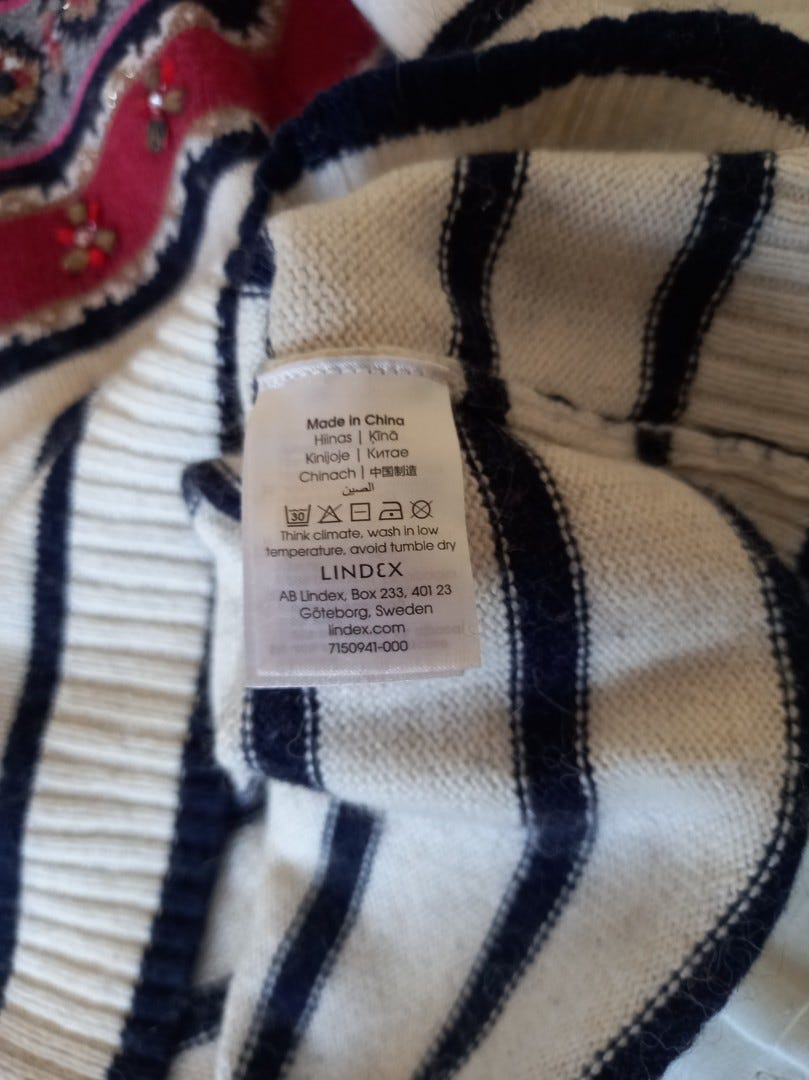 Made in China
Hiinas | Ķīnā
Kinijoje | Китае
Chinach | 中国制造
الصين
30
Think climate, wash in low
temperature, avoid tumble dry
LINDEX
AB Lindex, Box 233, 401 23
Göteborg, Sweden
lindex.com
7150941-000